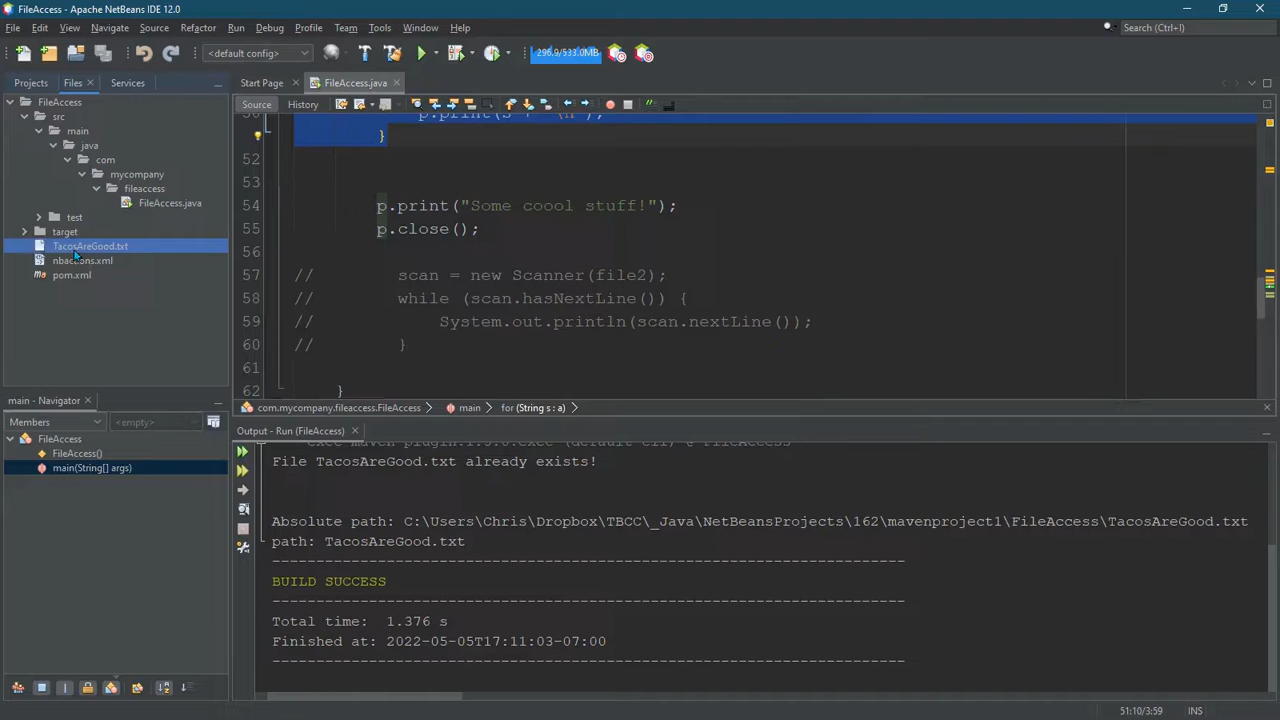 FileAccess - Apache NetBeans IDE 12.0
File Edit View Navigate Source Refactor Run Debug Profile Team Tools Window Help
Search (Ctrl+I)
<default config>
296.9/533.0MB
Projects Files Services
Start Page FileAccess.java
Source History
FileAccess
src
main
java
com
mycompany
fileaccess
FileAccess.java
test
target
TacosAreGood.txt
nbactions.xml
pom.xml
}
52
53
54 p.print("Some coool stuff!");
55 p.close();
56
57 // scan = new Scanner(file2);
58 // while (scan.hasNextLine()) {
59 // System.out.println(scan.nextLine());
60 // }
61
62 }
com.mycompany.fileaccess.FileAccess main for (String s : a)
main - Navigator
Members <empty>
FileAccess
FileAccess()
main(String[] args)
Output - Run (FileAccess)
File TacosAreGood.txt already exists!
Absolute path: C:\Users\Chris\Dropbox\TBCC\_Java\NetBeansProjects\162\mavenproject1\FileAccess\TacosAreGood.txt
path: TacosAreGood.txt
------------------------------------------------------------------------
BUILD SUCCESS
------------------------------------------------------------------------
Total time: 1.376 s
Finished at: 2022-05-05T17:11:03-07:00
------------------------------------------------------------------------
51:10/3:59 INS